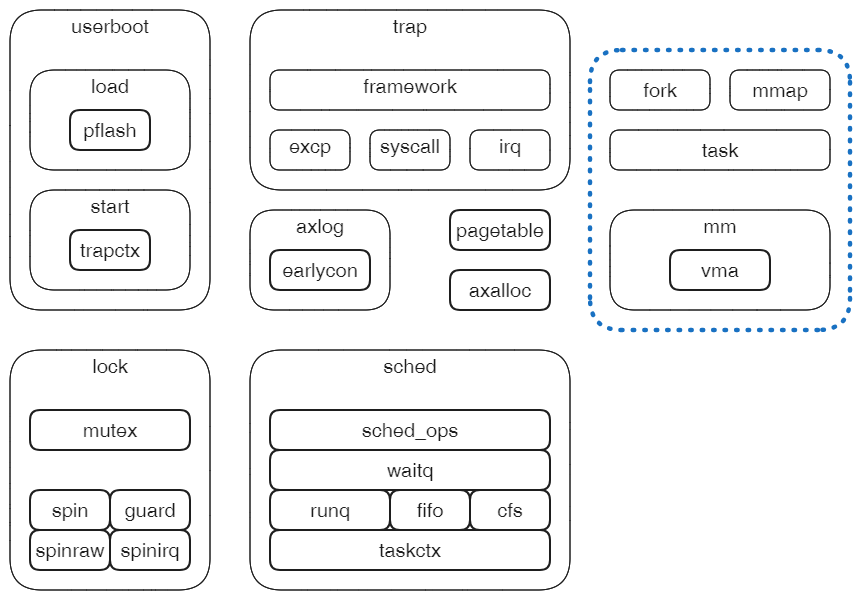 userboot
load
pflash
start
trapctx
trap
framework
excp
syscall
irq
axlog
earlycon
pagetable
axalloc
fork
mmap
task
mm
vma
lock
mutex
spin
guard
spinraw
spinirq
sched
sched_ops
waitq
runq
fifo
cfs
taskctx